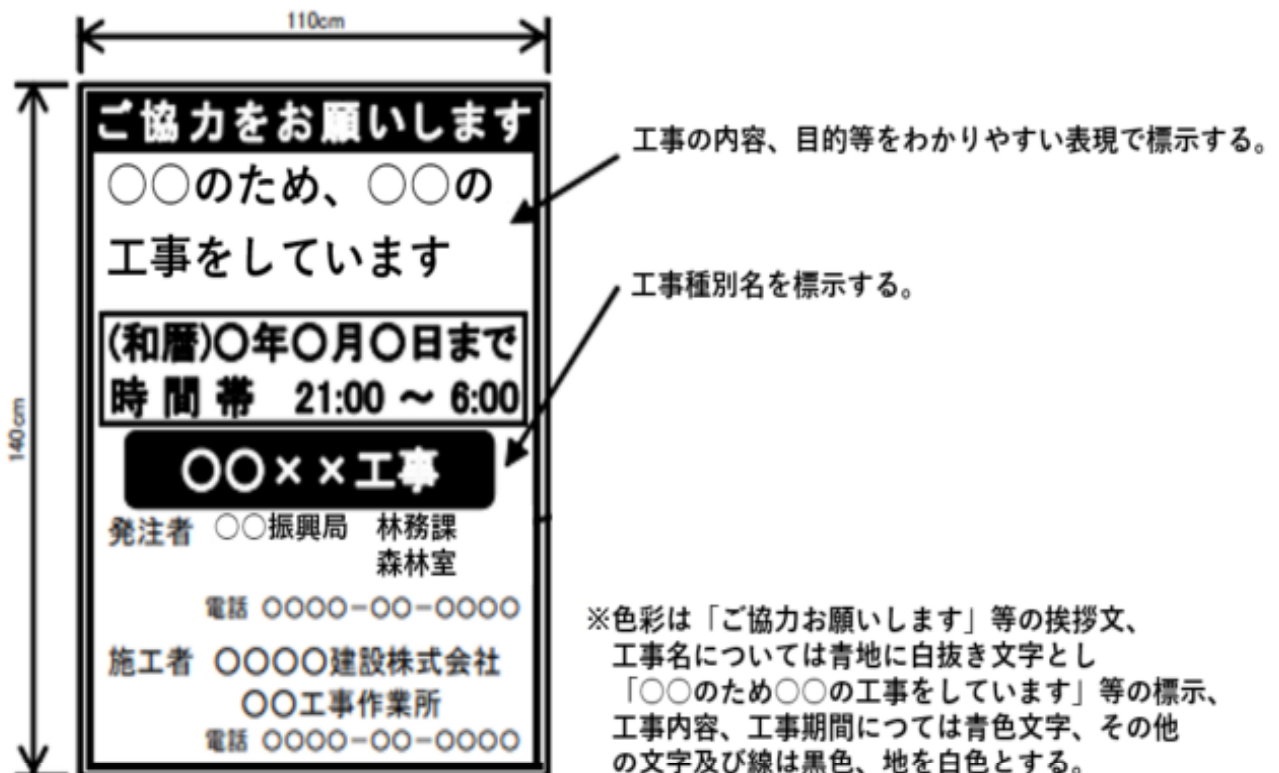 110cm
140cm
ご協力をお願いします
○○のため、○○の
工事をしています
(和暦)○年○月○日まで
時間帯 21:00 ～ 6:00
○○××工事
発注者 ○○振興局 林務課
森林室
電話 ○○○○-○○-○○○○
施工者 ○○○○建設株式会社
○○工事作業所
電話 ○○○○-○○-○○○○
工事の内容、目的等をわかりやすい表現で標示する。
工事種別名を標示する。
※色彩は「ご協力お願いします」等の挨拶文、
工事名については青地に白抜き文字とし
「○○のため○○の工事をしています」等の標示、
工事内容、工事期間につては青色文字、その他
の文字及び線は黒色、地を白色とする。